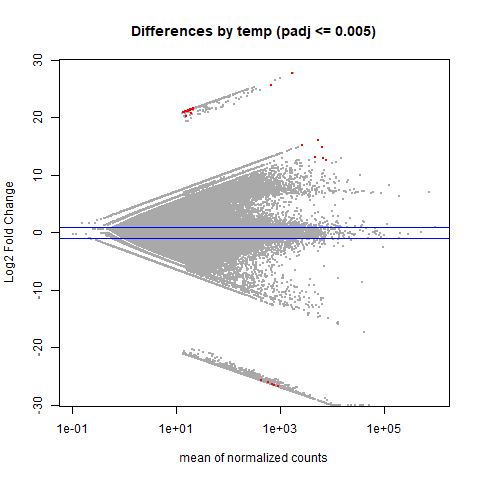 Differences by temp (padj <= 0.005)
Log2 Fold Change
30
20
10
0
-10
-20
-30
1e-01
1e+01
1e+03
1e+05
mean of normalized counts